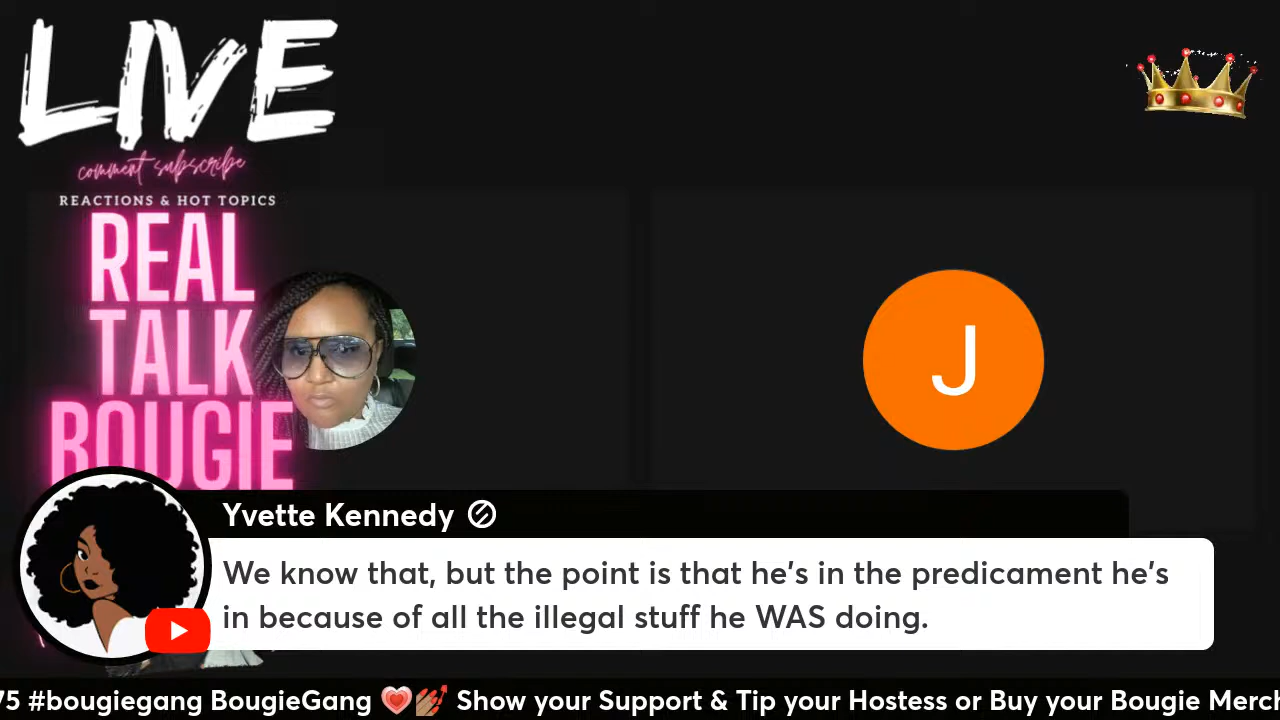 LIVE
comment subscribe
REACTIONS & HOT TOPICS
REAL
TALK
BOUGIE
J
Yvette Kennedy
We know that, but the point is that he's in the predicament he's
in because of all the illegal stuff he WAS doing.
75 #bougiegang BougieGang 💗💅🏽 Show your Support & Tip your Hostess or Buy your Bougie Merch